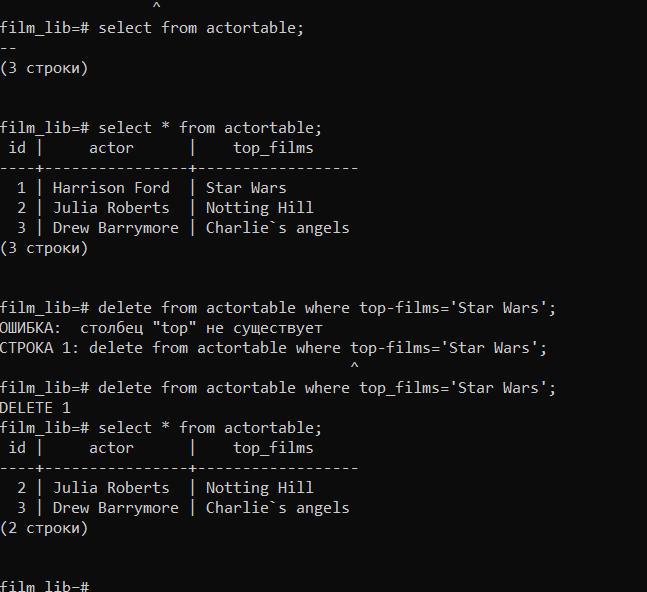 ^
film_lib=# select from actortable;
--
(3 строки)
film_lib=# select * from actortable;
 id |     actor      |    top_films
----+----------------+------------------
  1 | Harrison Ford  | Star Wars
  2 | Julia Roberts  | Notting Hill
  3 | Drew Barrymore | Charlie`s angels
(3 строки)
film_lib=# delete from actortable where top-films='Star Wars';
ОШИБКА:  столбец "top" не существует
СТРОКА 1: delete from actortable where top-films='Star Wars';
^
film_lib=# delete from actortable where top_films='Star Wars';
DELETE 1
film_lib=# select * from actortable;
 id |     actor      |    top_films
----+----------------+------------------
  2 | Julia Roberts  | Notting Hill
  3 | Drew Barrymore | Charlie`s angels
(2 строки)
film_lib=#